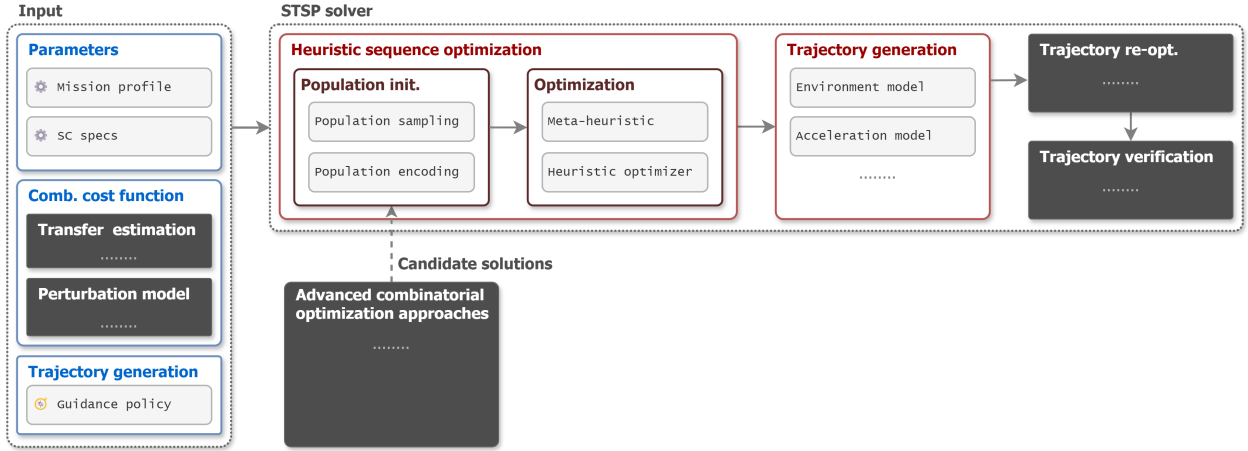 Input
Parameters
Mission profile
SC specs
Comb. cost function
Transfer estimation
........
Perturbation model
........
Trajectory generation
Guidance policy
STSP solver
Heuristic sequence optimization
Population init.
Population sampling
Population encoding
Optimization
Meta-heuristic
Heuristic optimizer
Trajectory generation
Environment model
Acceleration model
........
Trajectory re-opt.
........
Trajectory verification
........
Candidate solutions
Advanced combinatorial
optimization approaches
........